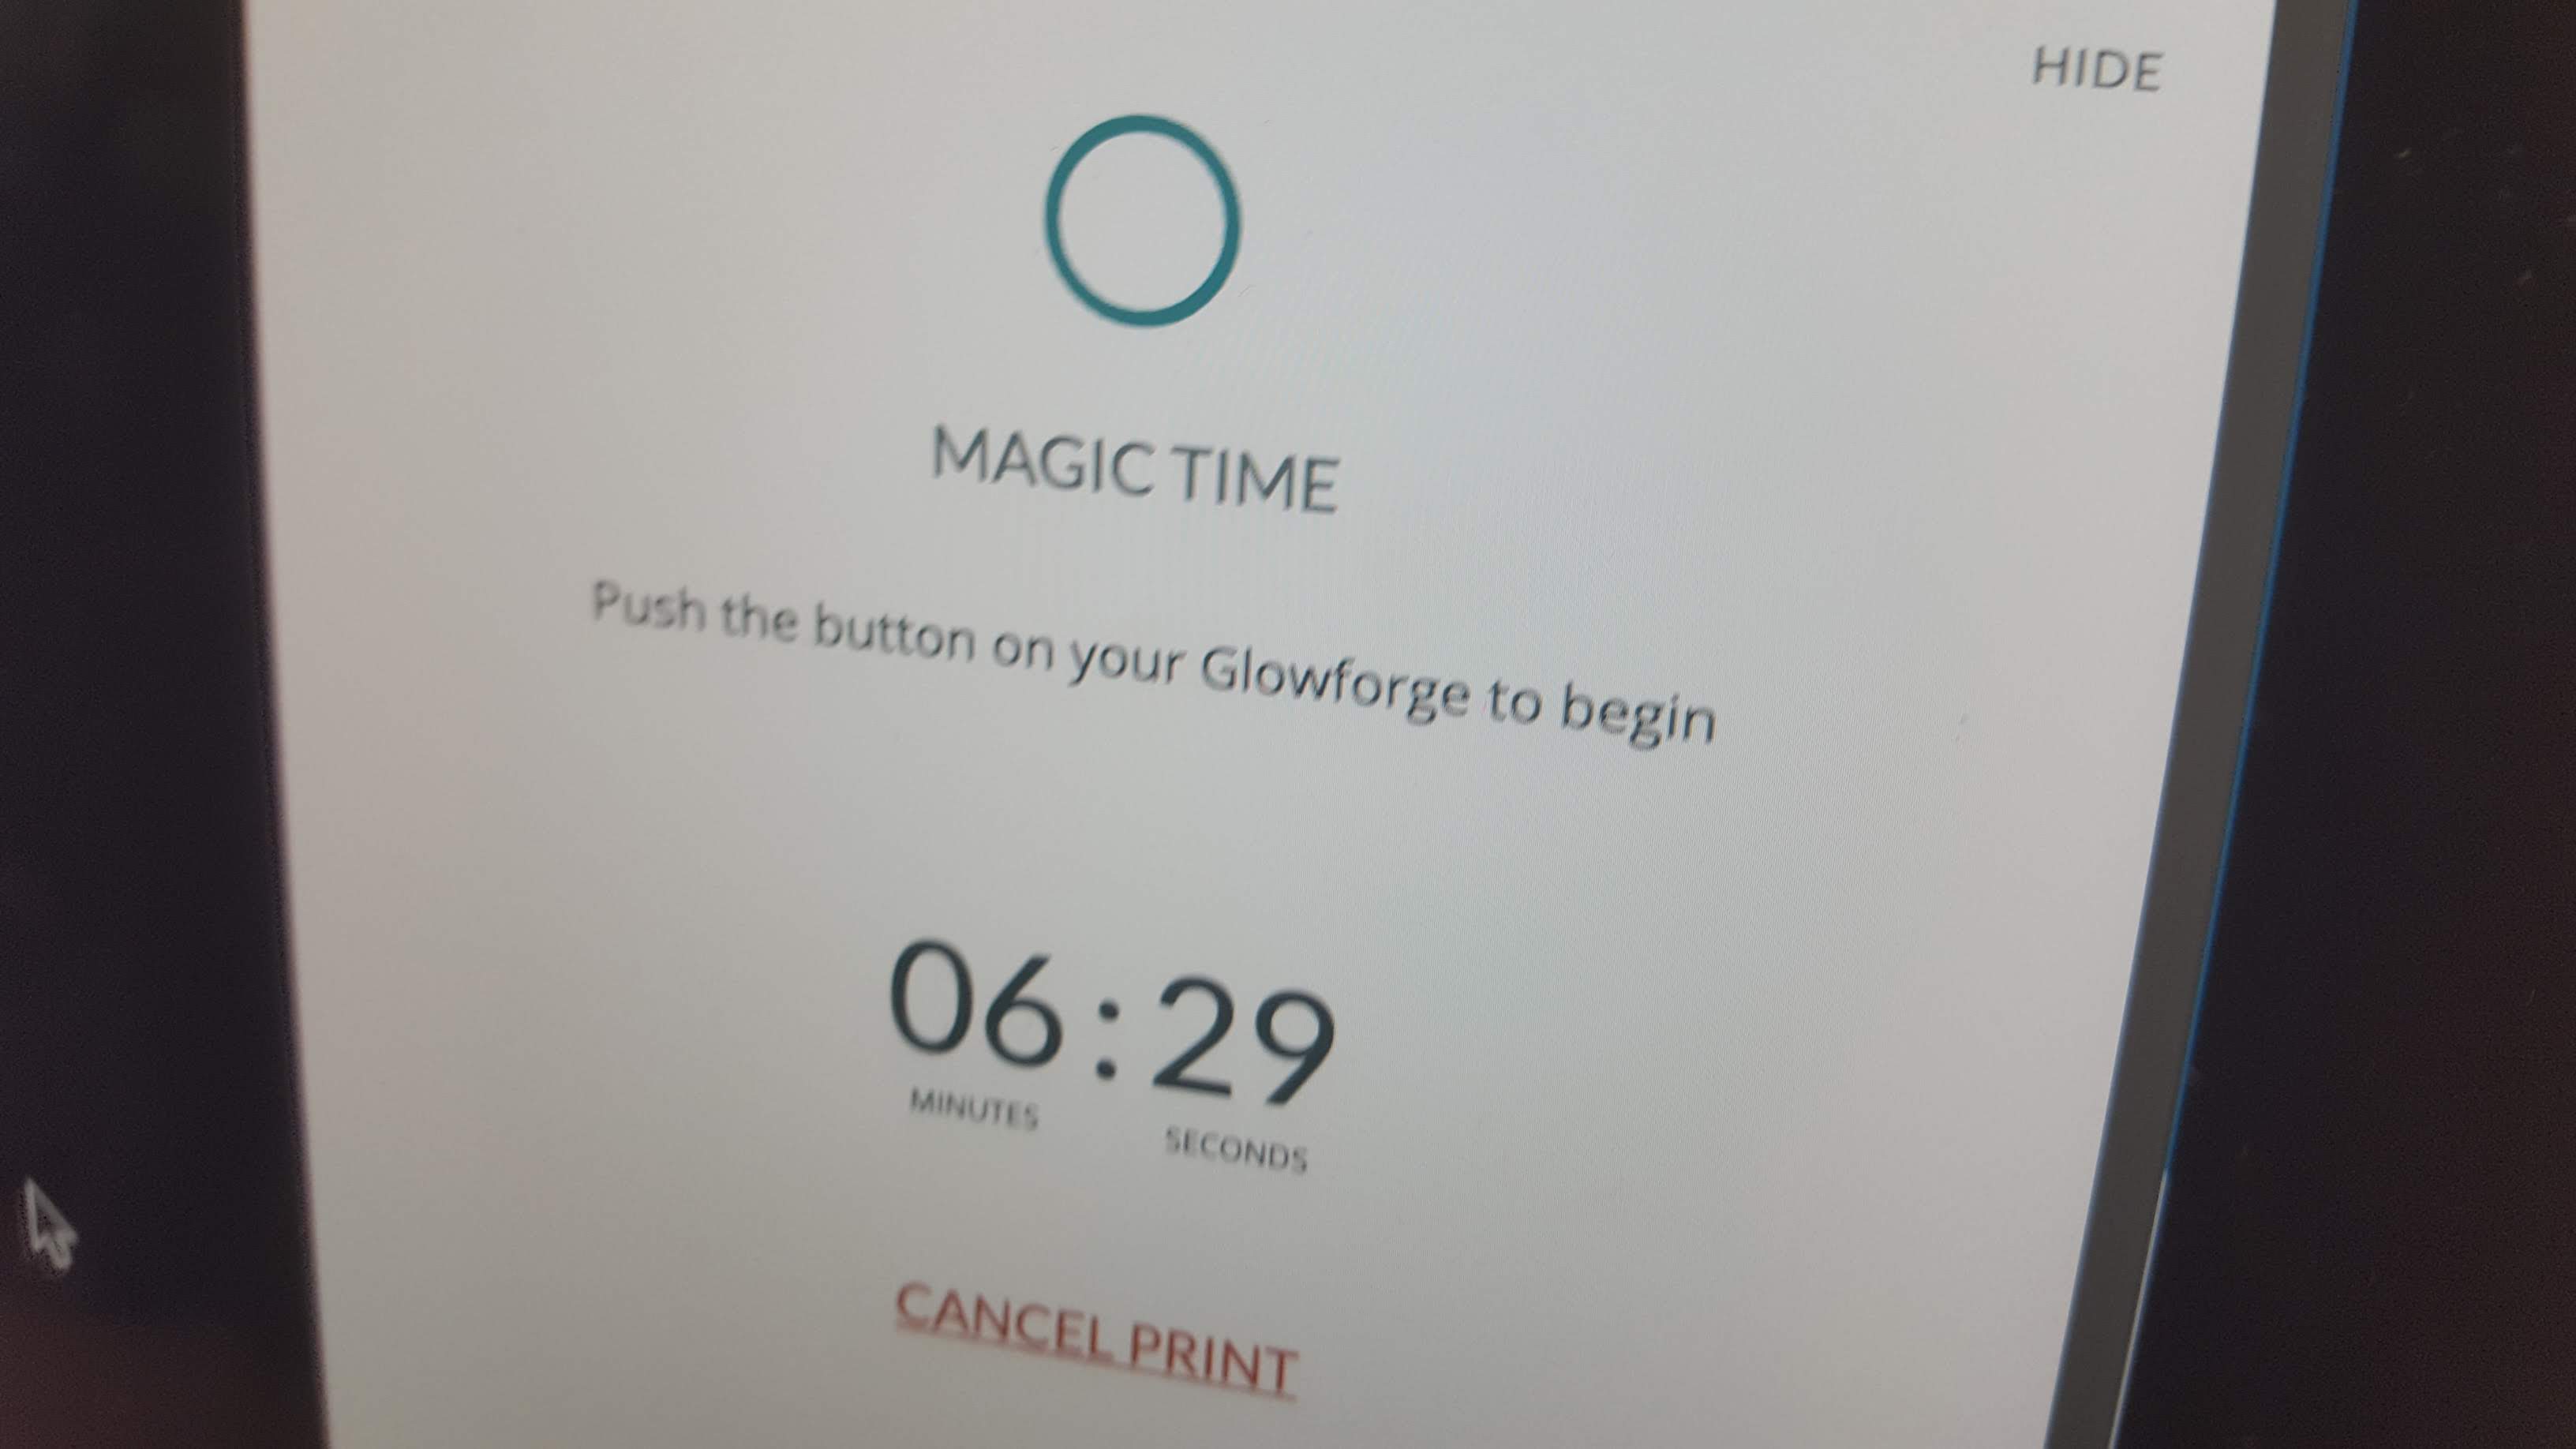 HIDE
MAGIC TIME
Push the button on your Glowforge to begin
06 : 29
MINUTES SECONDS
CANCEL PRINT